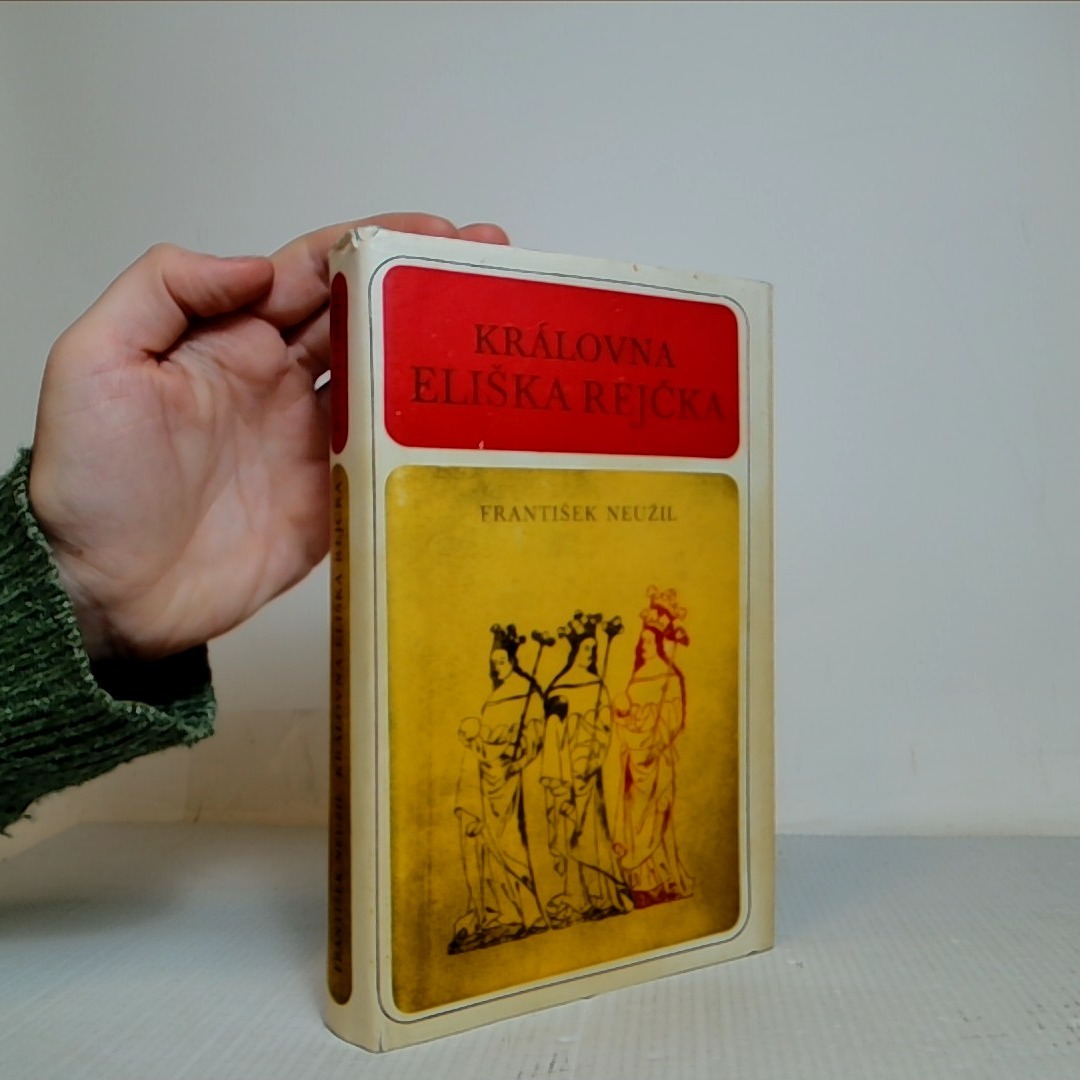 KRÁLOVNA
ELIŠKA REJČKA
FRANTIŠEK NEUŽIL
FRANTIŠEK NEUŽIL KRÁLOVNA ELIŠKA REJČKA